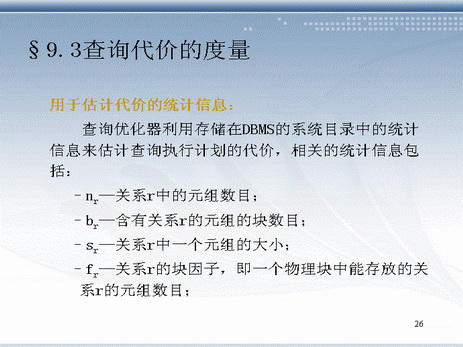 §9.3查询代价的度量
用于估计代价的统计信息：
查询优化器利用存储在DBMS的系统目录中的统计
信息来估计查询执行计划的代价，相关的统计信息包
括：
–nr—关系r中的元组数目；
–br—含有关系r的元组的块数目；
–sr—关系r中一个元组的大小；
–fr—关系r的块因子，即一个物理块中能存放的关
系r的元组数目；
26